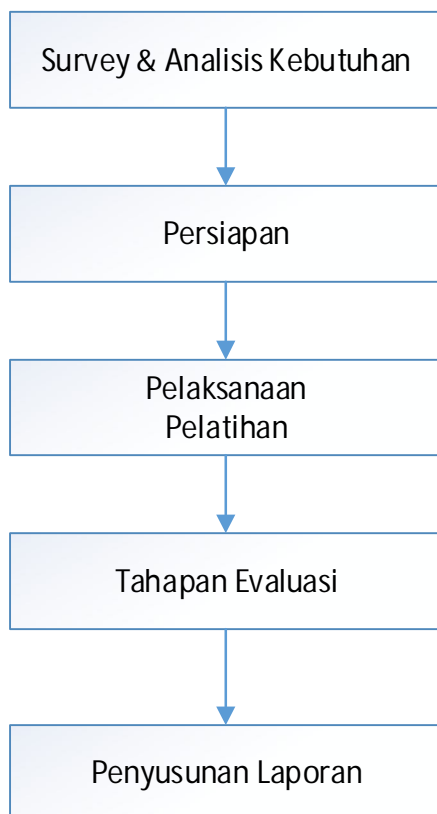 Survey & Analisis Kebutuhan
Persiapan
Pelaksanaan
Pelatihan
Tahapan Evaluasi
Penyusunan Laporan